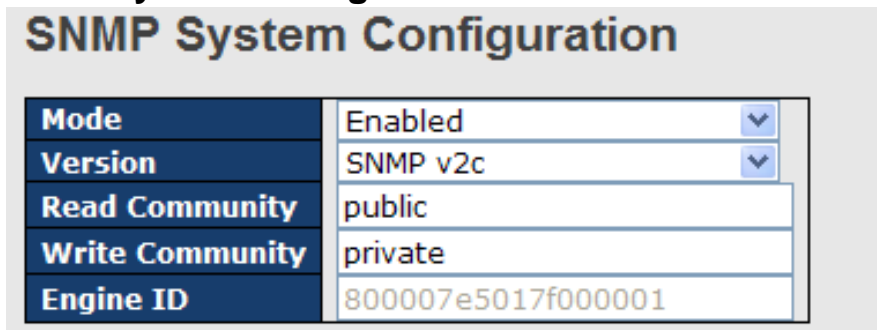 SNMP System Configuration
Mode Enabled
Version SNMP v2c
Read Community public
Write Community private
Engine ID 800007e5017f000001